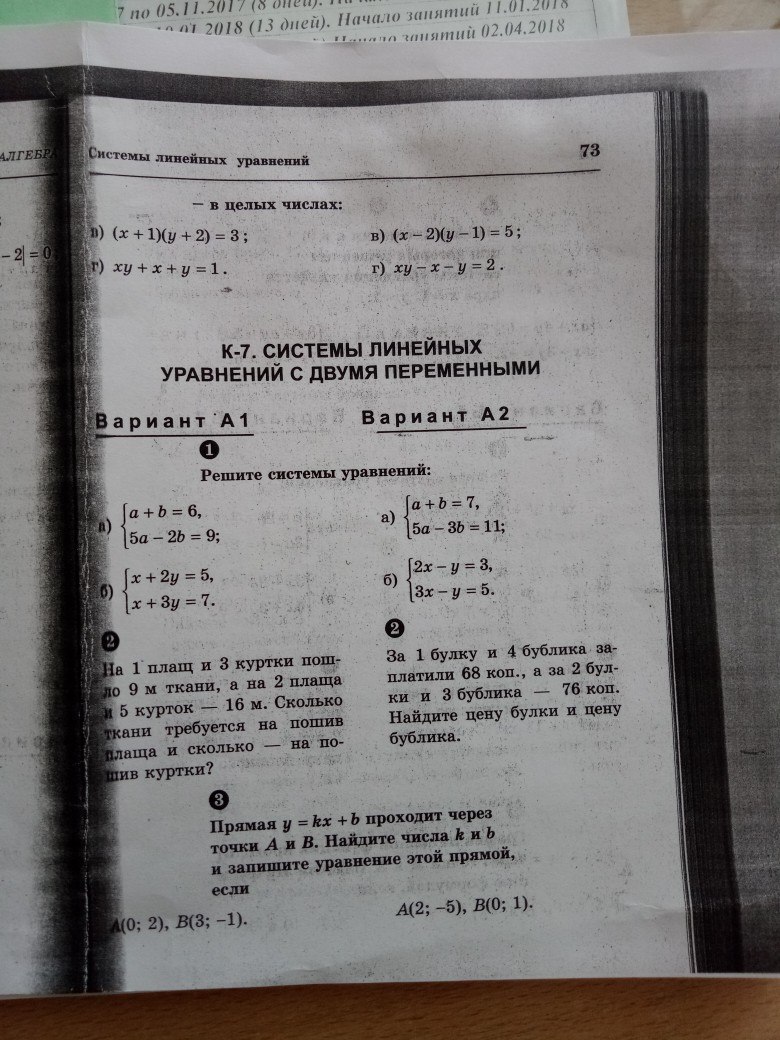 7 по 05.11.2017 (8 дней).
2018 (13 дней). Начало занятий 11.01.2018
Начало занятий 02.04.2018
АЛГЕБРА
Системы линейных уравнений
73
– 2| = 0
— в целых числах:
в) (x + 1)(y + 2) = 3;
в) (x – 2)(y – 1) = 5;
г) xy + x + y = 1.
г) xy – x – y = 2.
К-7. СИСТЕМЫ ЛИНЕЙНЫХ
УРАВНЕНИЙ С ДВУМЯ ПЕРЕМЕННЫМИ
Вариант А1
Вариант А2
1
Решите системы уравнений:
а) {a + b = 6,
5a – 2b = 9;
а) {a + b = 7,
5a – 3b = 11;
б) {x + 2y = 5,
x + 3y = 7.
б) {2x – y = 3,
3x – y = 5.
2
На 1 плащ и 3 куртки пош-
ло 9 м ткани, а на 2 плаща
и 5 курток — 16 м. Сколько
ткани требуется на пошив
плаща и сколько — на по-
шив куртки?
2
За 1 булку и 4 бублика за-
платили 68 коп., а за 2 бул-
ки и 3 бублика — 76 коп.
Найдите цену булки и цену
бублика.
3
Прямая y = kx + b проходит через
точки A и B. Найдите числа k и b
и запишите уравнение этой прямой,
если
A(0; 2), B(3; –1).
A(2; –5), B(0; 1).